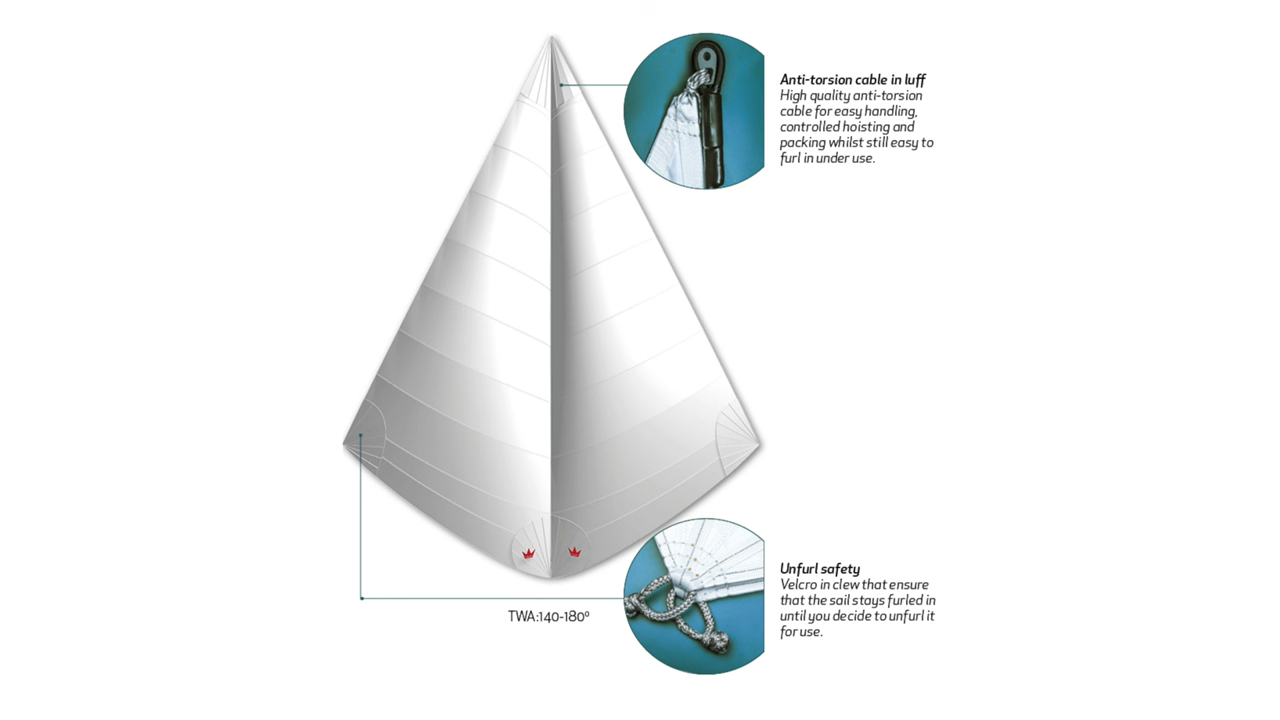 Anti-torsion cable in luff
High quality anti-torsion
cable for easy handling,
controlled hoisting and
packing whilst still easy to
furl in under use.
TWA:140-180º
Unfurl safety
Velcro in clew that ensure
that the sail stays furled in
until you decide to unfurl it
for use.